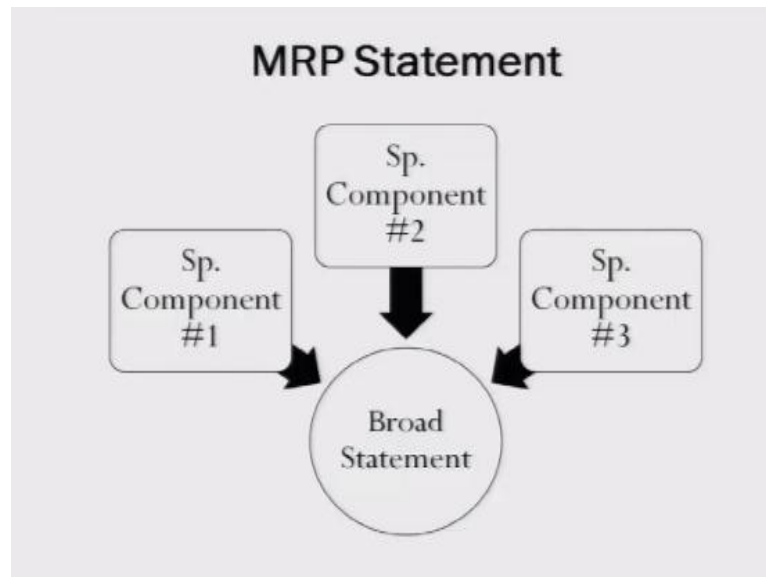 MRP Statement
Sp.
Component
#2
Sp.
Component
#1
Sp.
Component
#3
Broad
Statement